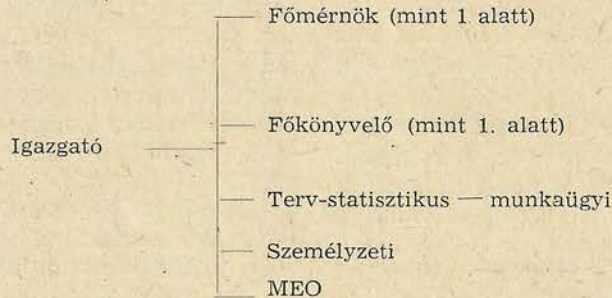 Főmérnök (mint 1 alatt)
Főkönyvelő (mint 1. alatt)
Igazgató
Terv-statisztikus — munkaügyi
Személyzeti
MEO